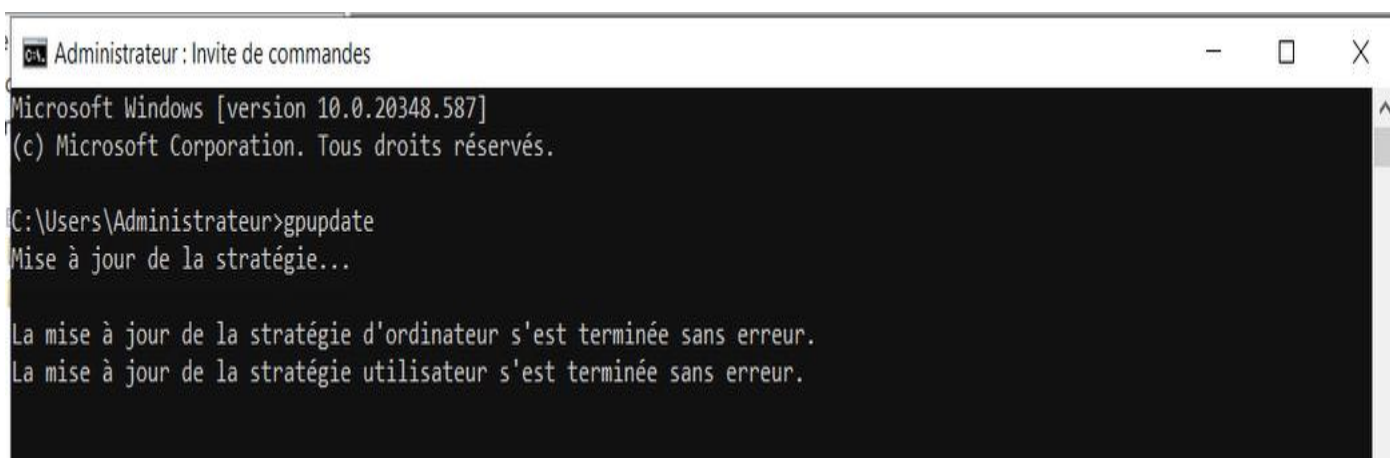 Administrateur : Invite de commandes
Microsoft Windows [version 10.0.20348.587]
(c) Microsoft Corporation. Tous droits réservés.
C:\Users\Administrateur>gpupdate
Mise à jour de la stratégie...
La mise à jour de la stratégie d'ordinateur s'est terminée sans erreur.
La mise à jour de la stratégie utilisateur s'est terminée sans erreur.